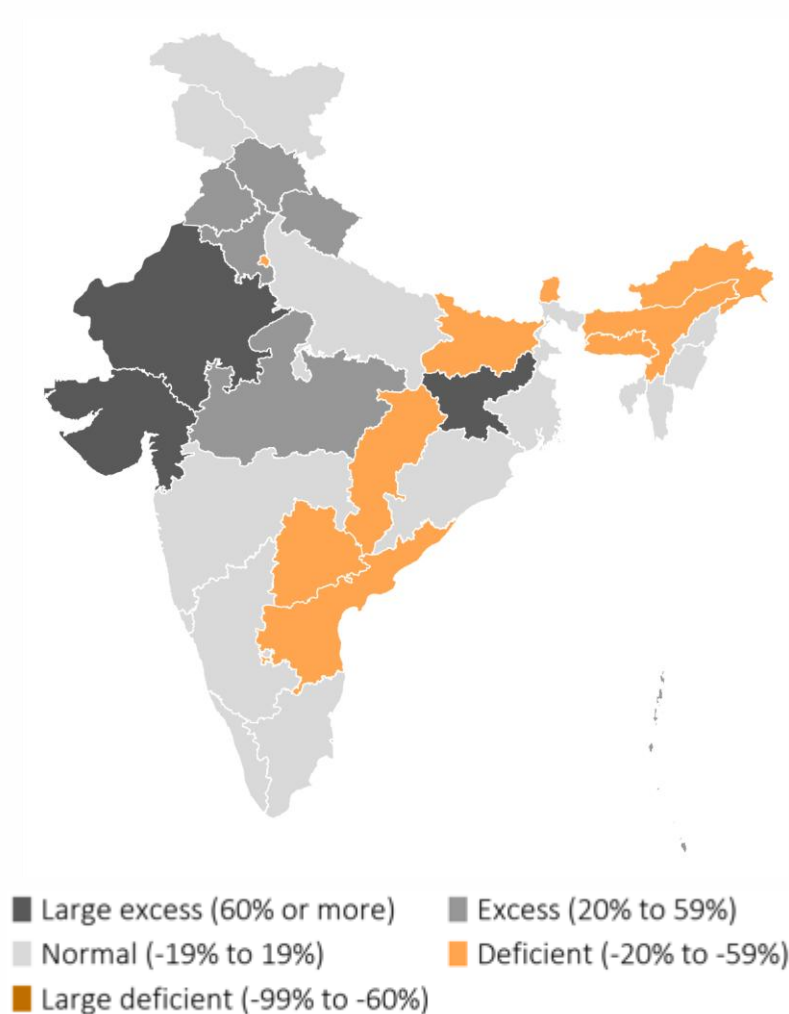 Large excess (60% or more)
Excess (20% to 59%)
Normal (-19% to 19%)
Deficient (-20% to -59%)
Large deficient (-99% to -60%)